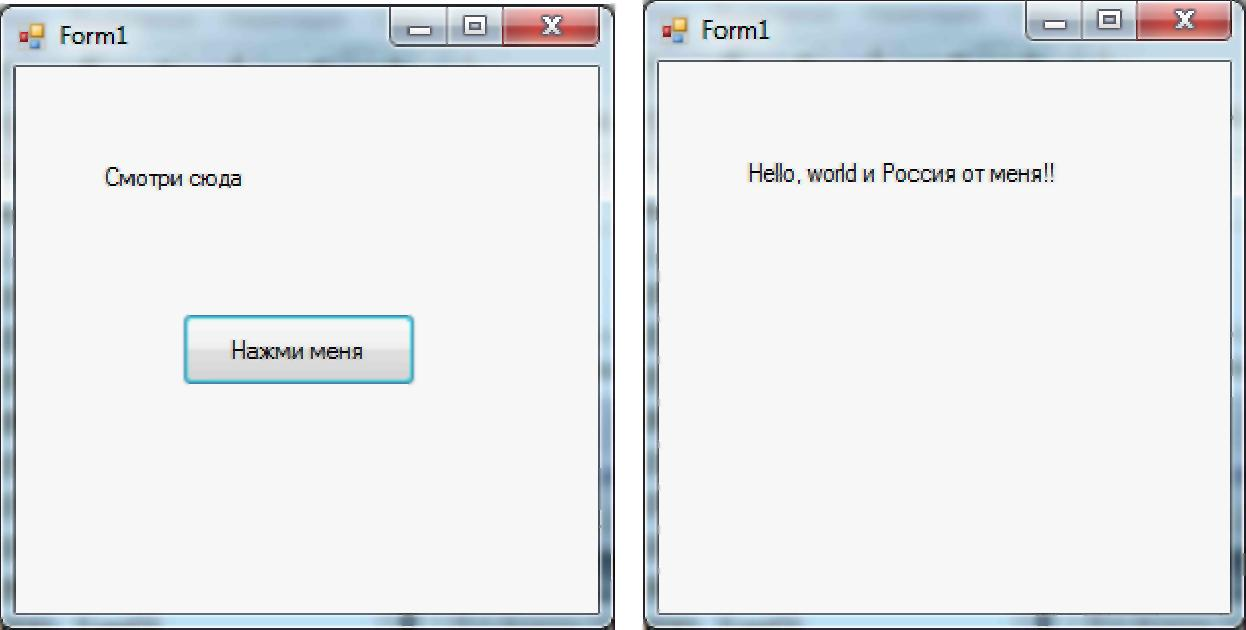 Form1
Смотри сюда
Нажми меня
Form1
Hello, world и Россия от меня!!